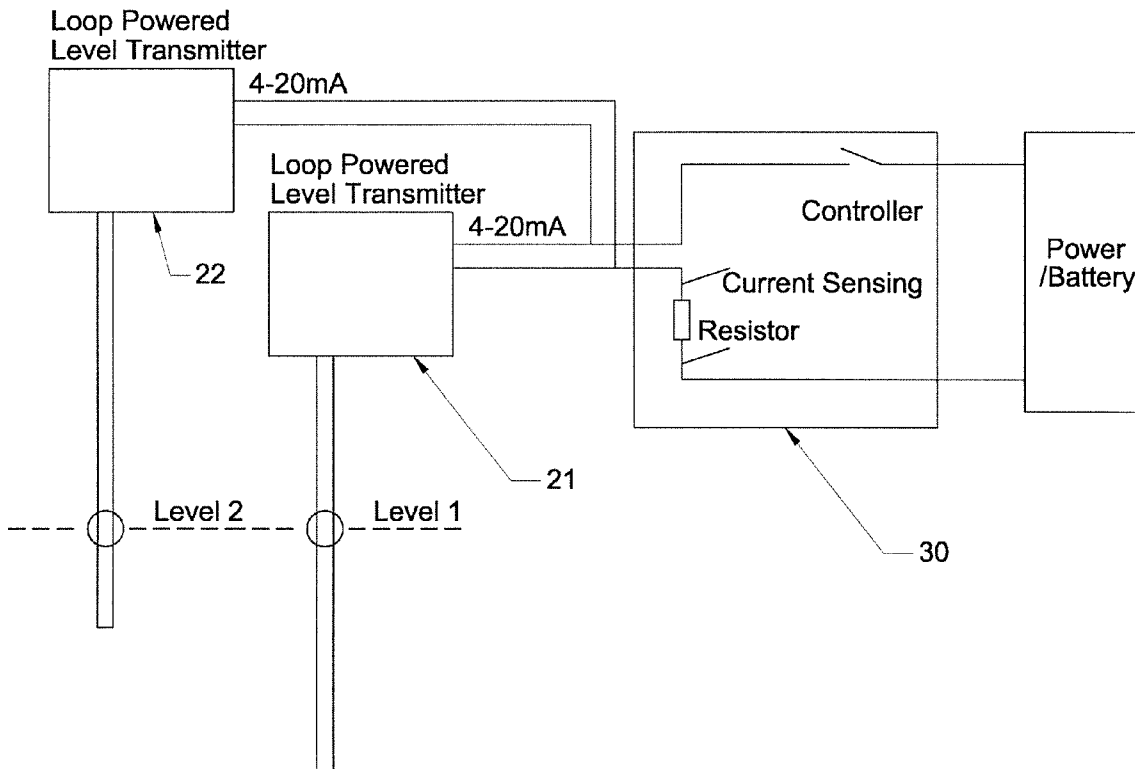 Loop Powered
Level Transmitter
4-20mA
Loop Powered
Level Transmitter
4-20mA
Controller
Power
/Battery
22
Current Sensing
Resistor
21
Level 2
Level 1
30